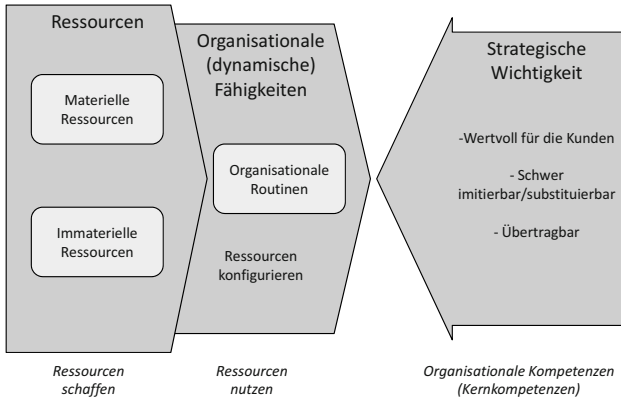 Ressourcen
Materielle
Ressourcen
Immaterielle
Ressourcen
Organisationale
(dynamische)
Fähigkeiten
Organisationale
Routinen
Ressourcen
konfigurieren
Strategische
Wichtigkeit
-Wertvoll für die Kunden
- Schwer
imitierbar/substituierbar
- Übertragbar
Ressourcen
schaffen
Ressourcen
nutzen
Organisationale Kompetenzen
(Kernkompetenzen)